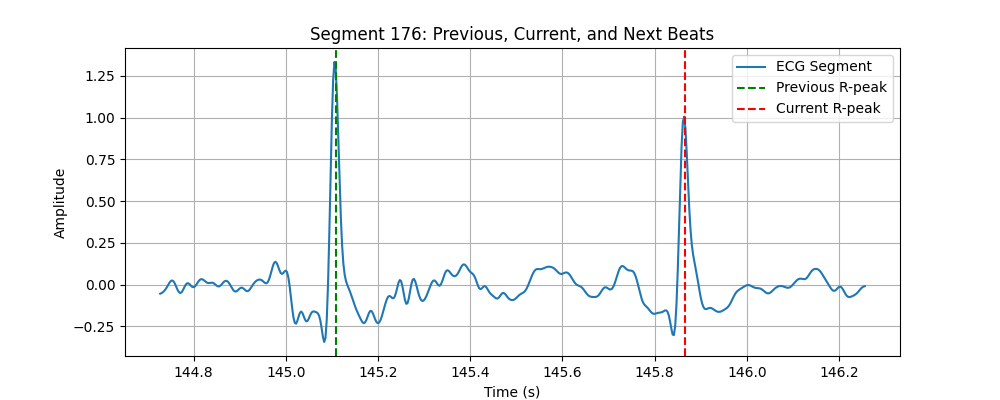 Segment 176: Previous, Current, and Next Beats
ECG Segment
Previous R-peak
Current R-peak
Amplitude
1.25
1.00
0.75
0.50
0.25
0.00
−0.25
144.8 145.0 145.2 145.4 145.6 145.8 146.0 146.2
Time (s)